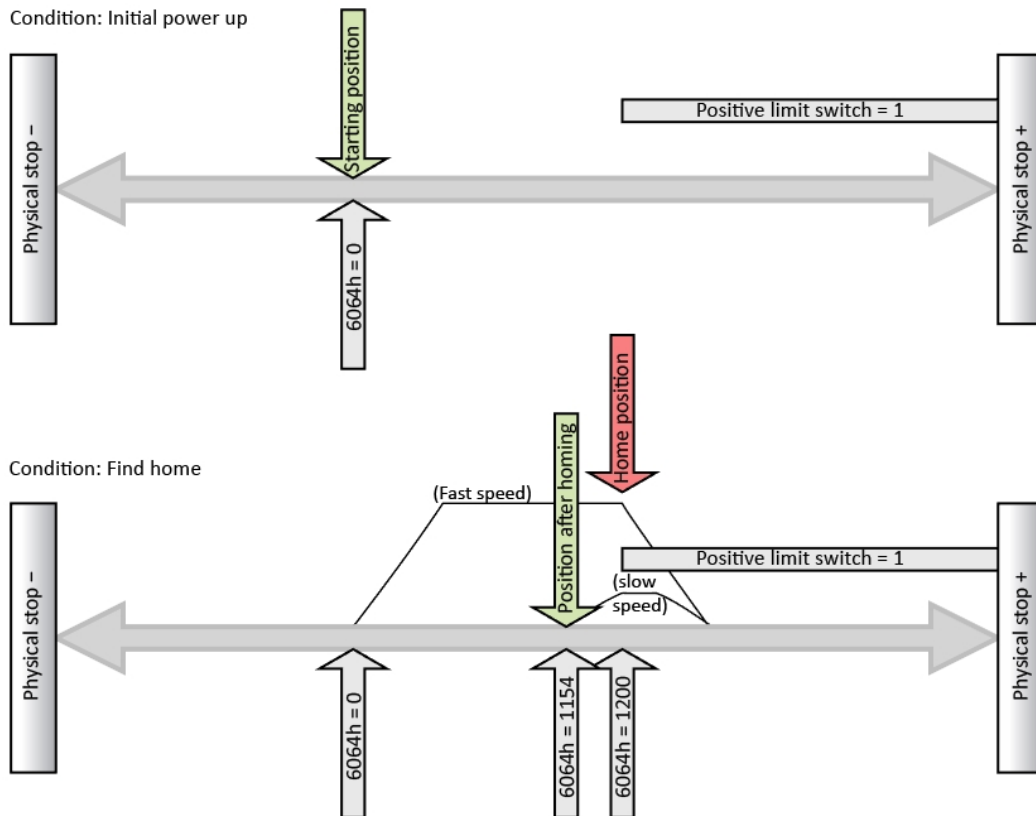 Condition: Initial power up
Physical stop –
Starting position
Positive limit switch = 1
Physical stop +
6064h = 0
Home position
Position after homing
Condition: Find home
(Fast speed)
Physical stop –
Positive limit switch = 1
(slow
speed)
Physical stop +
6064h = 0
6064h = 1154
6064h = 1200